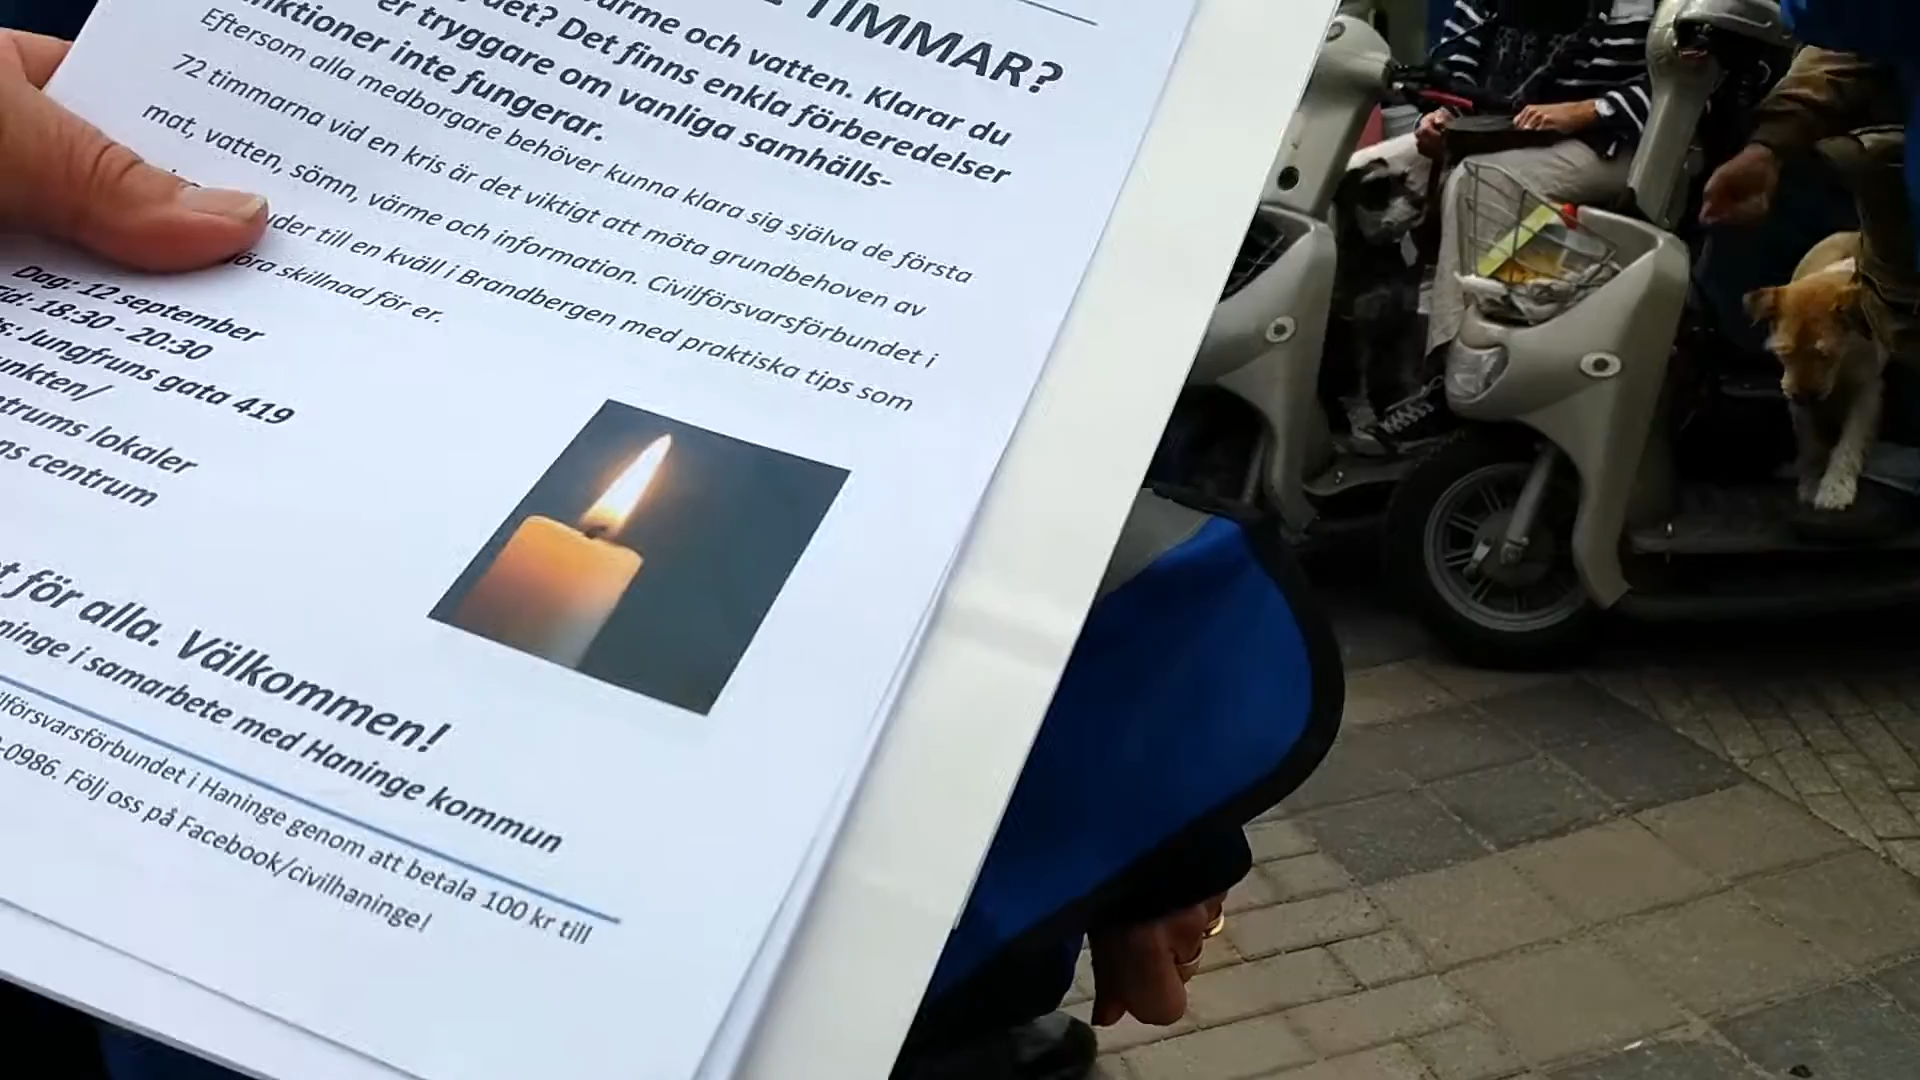 TIMMAR?
värme och vatten. Klarar du
det? Det finns enkla förberedelser
er tryggare om vanliga samhälls-
nktioner inte fungerar.
Eftersom alla medborgare behöver kunna klara sig själva de första
72 timmarna vid en kris är det viktigt att möta grundbehoven av
mat, vatten, sömn, värme och information. Civilförsvarsförbundet i
uder till en kväll i Brandbergen med praktiska tips som
öra skillnad för er.
Dag: 12 september
Tid: 18:30 - 20:30
ts: Jungfruns gata 419
unkten/
trums lokaler
ns centrum
t för alla. Välkommen!
ninge i samarbete med Haninge kommun
ilförsvarsförbundet i Haninge genom att betala 100 kr till
-0986. Följ oss på Facebook/civilhaninge!